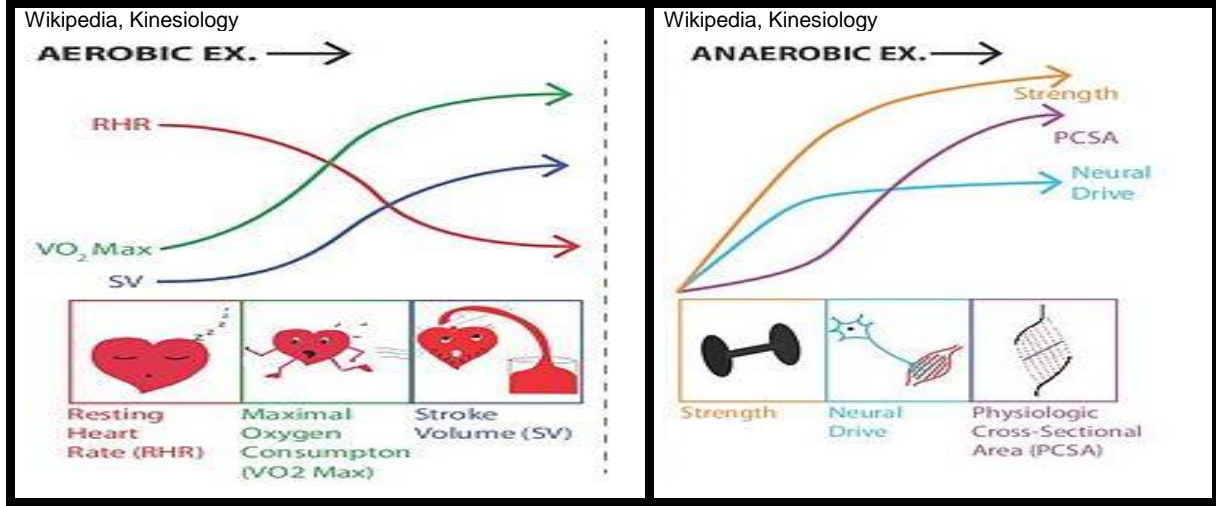 Wikipedia, Kinesiology
AEROBIC EX.
RHR
VO₂ Max
SV
z z z z
Resting
Heart
Rate (RHR)
Maximal
Oxygen
Consumpton
(VO2 Max)
Stroke
Volume (SV)
Wikipedia, Kinesiology
ANAEROBIC EX.
Strength
PCSA
Neural
Drive
Strength
Neural
Drive
Physiologic
Cross-Sectional
Area (PCSA)